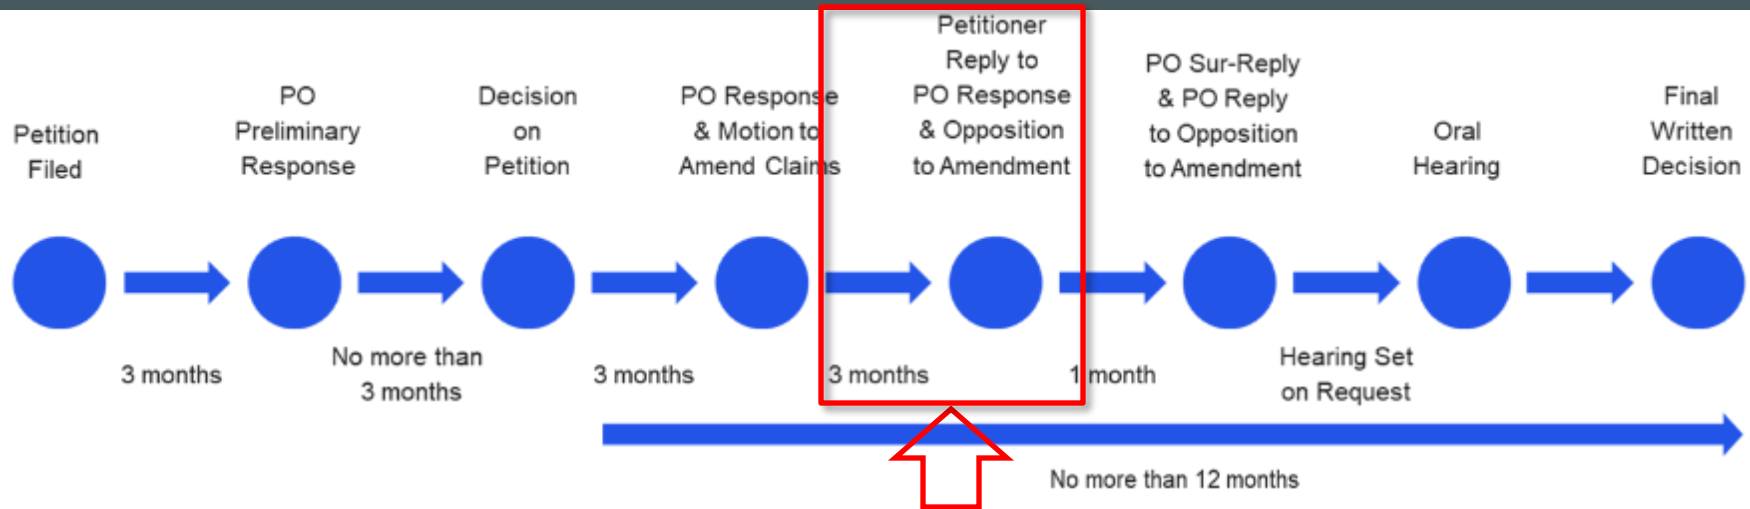 Petition
Filed
PO
Preliminary
Response
Decision
on
Petition
PO Response
& Motion to
Amend Claims
Petitioner
Reply to
PO Response
& Opposition
to Amendment
PO Sur-Reply
& PO Reply
to Opposition
to Amendment
Oral
Hearing
Final
Written
Decision
3 months
No more than
3 months
3 months
3 months
1 month
Hearing Set
on Request
No more than 12 months